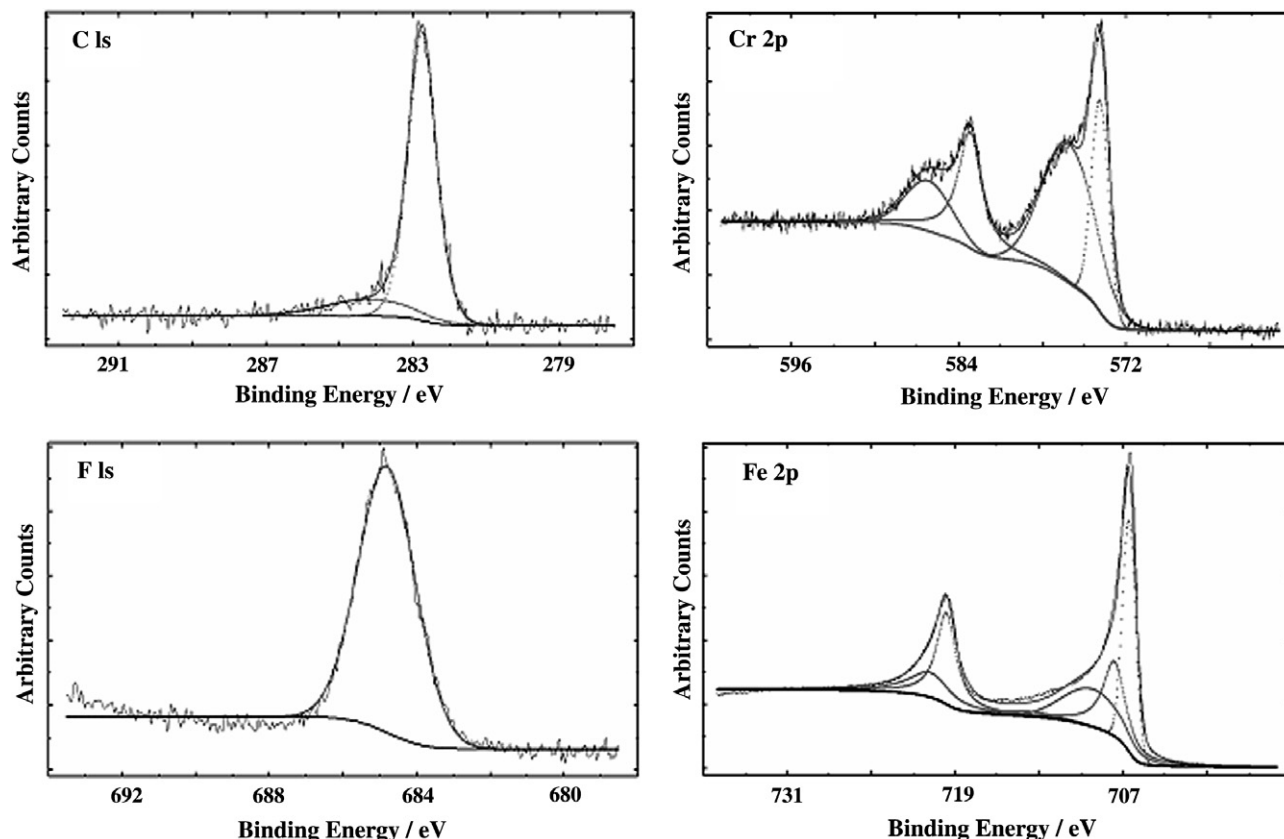 C ls
Arbitrary Counts
291 287 283 279
Binding Energy / eV
Cr 2p
Arbitrary Counts
596 584 572
Binding Energy / eV
F ls
Arbitrary Counts
692 688 684 680
Binding Energy / eV
Fe 2p
Arbitrary Counts
731 719 707
Binding Energy / eV